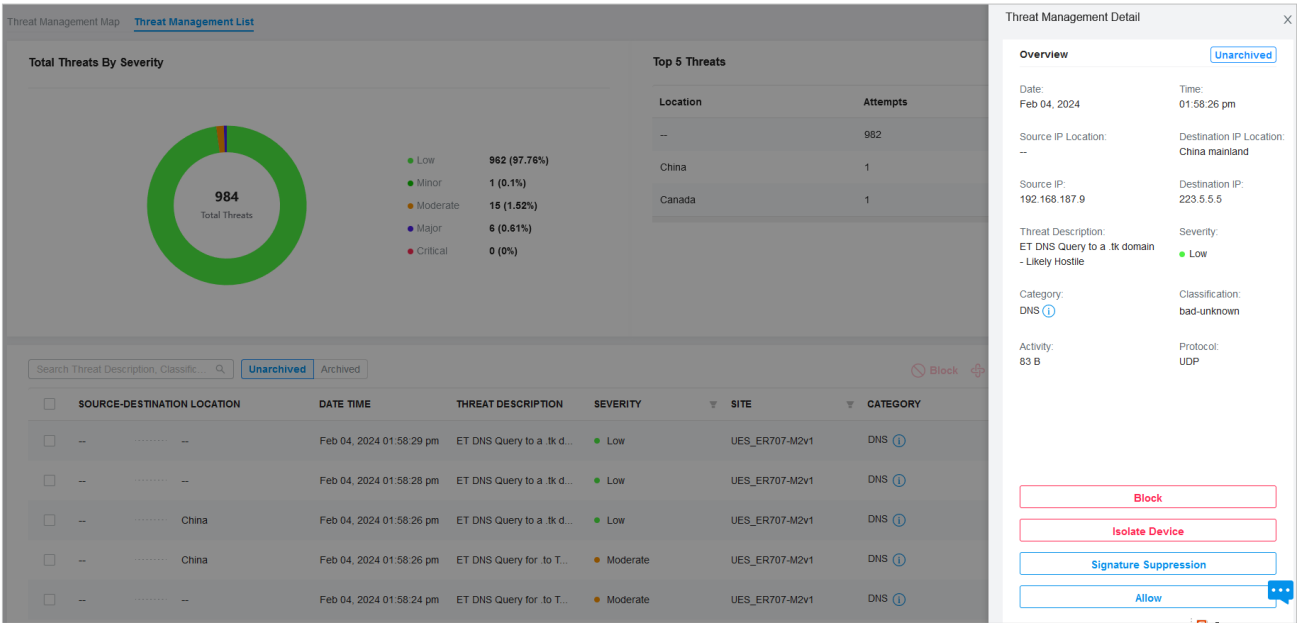 Threat Management Map Threat Management List
Total Threats By Severity
984
Total Threats
Low 962 (97.76%)
Minor 1 (0.1%)
Moderate 15 (1.52%)
Major 6 (0.61%)
Critical 0 (0%)
Top 5 Threats
Location Attempts
-- 982
China 1
Canada 1
Search Threat Description, Classific... Unarchived Archived Block
SOURCE-DESTINATION LOCATION DATE TIME THREAT DESCRIPTION SEVERITY SITE CATEGORY
-- ........ -- Feb 04, 2024 01:58:29 pm ET DNS Query to a .tk d... Low UES_ER707-M2v1 DNS
-- ........ -- Feb 04, 2024 01:58:28 pm ET DNS Query to a .tk d... Low UES_ER707-M2v1 DNS
-- ........ China Feb 04, 2024 01:58:26 pm ET DNS Query to a .tk d... Low UES_ER707-M2v1 DNS
-- ........ China Feb 04, 2024 01:58:26 pm ET DNS Query for .to T... Moderate UES_ER707-M2v1 DNS
-- ........ -- Feb 04, 2024 01:58:24 pm ET DNS Query for .to T... Moderate UES_ER707-M2v1 DNS
Threat Management Detail X
Overview Unarchived
Date: Time:
Feb 04, 2024 01:58:26 pm
Source IP Location: Destination IP Location:
-- China mainland
Source IP: Destination IP:
192.168.187.9 223.5.5.5
Threat Description: Severity:
ET DNS Query to a .tk domain
- Likely Hostile Low
Category: Classification:
DNS bad-unknown
Activity: Protocol:
83 B UDP
Block
Isolate Device
Signature Suppression
Allow